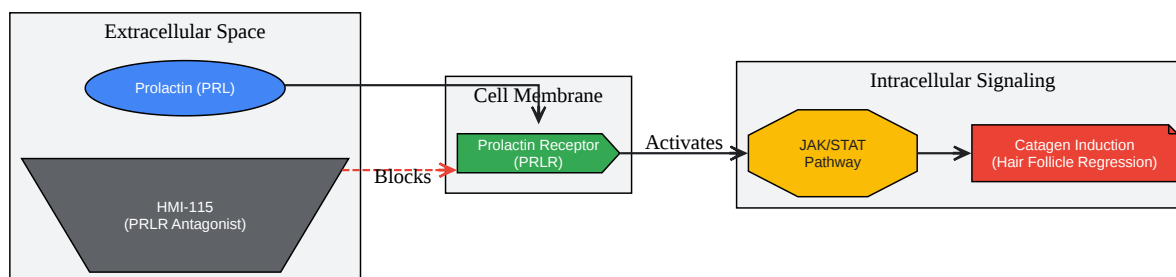 Extracellular Space
Prolactin (PRL)
HMI-115
(PRLR Antagonist)
Blocks
Cell Membrane
Prolactin Receptor
(PRLR)
Activates
Intracellular Signaling
JAK/STAT
Pathway
Catagen Induction
(Hair Follicle Regression)